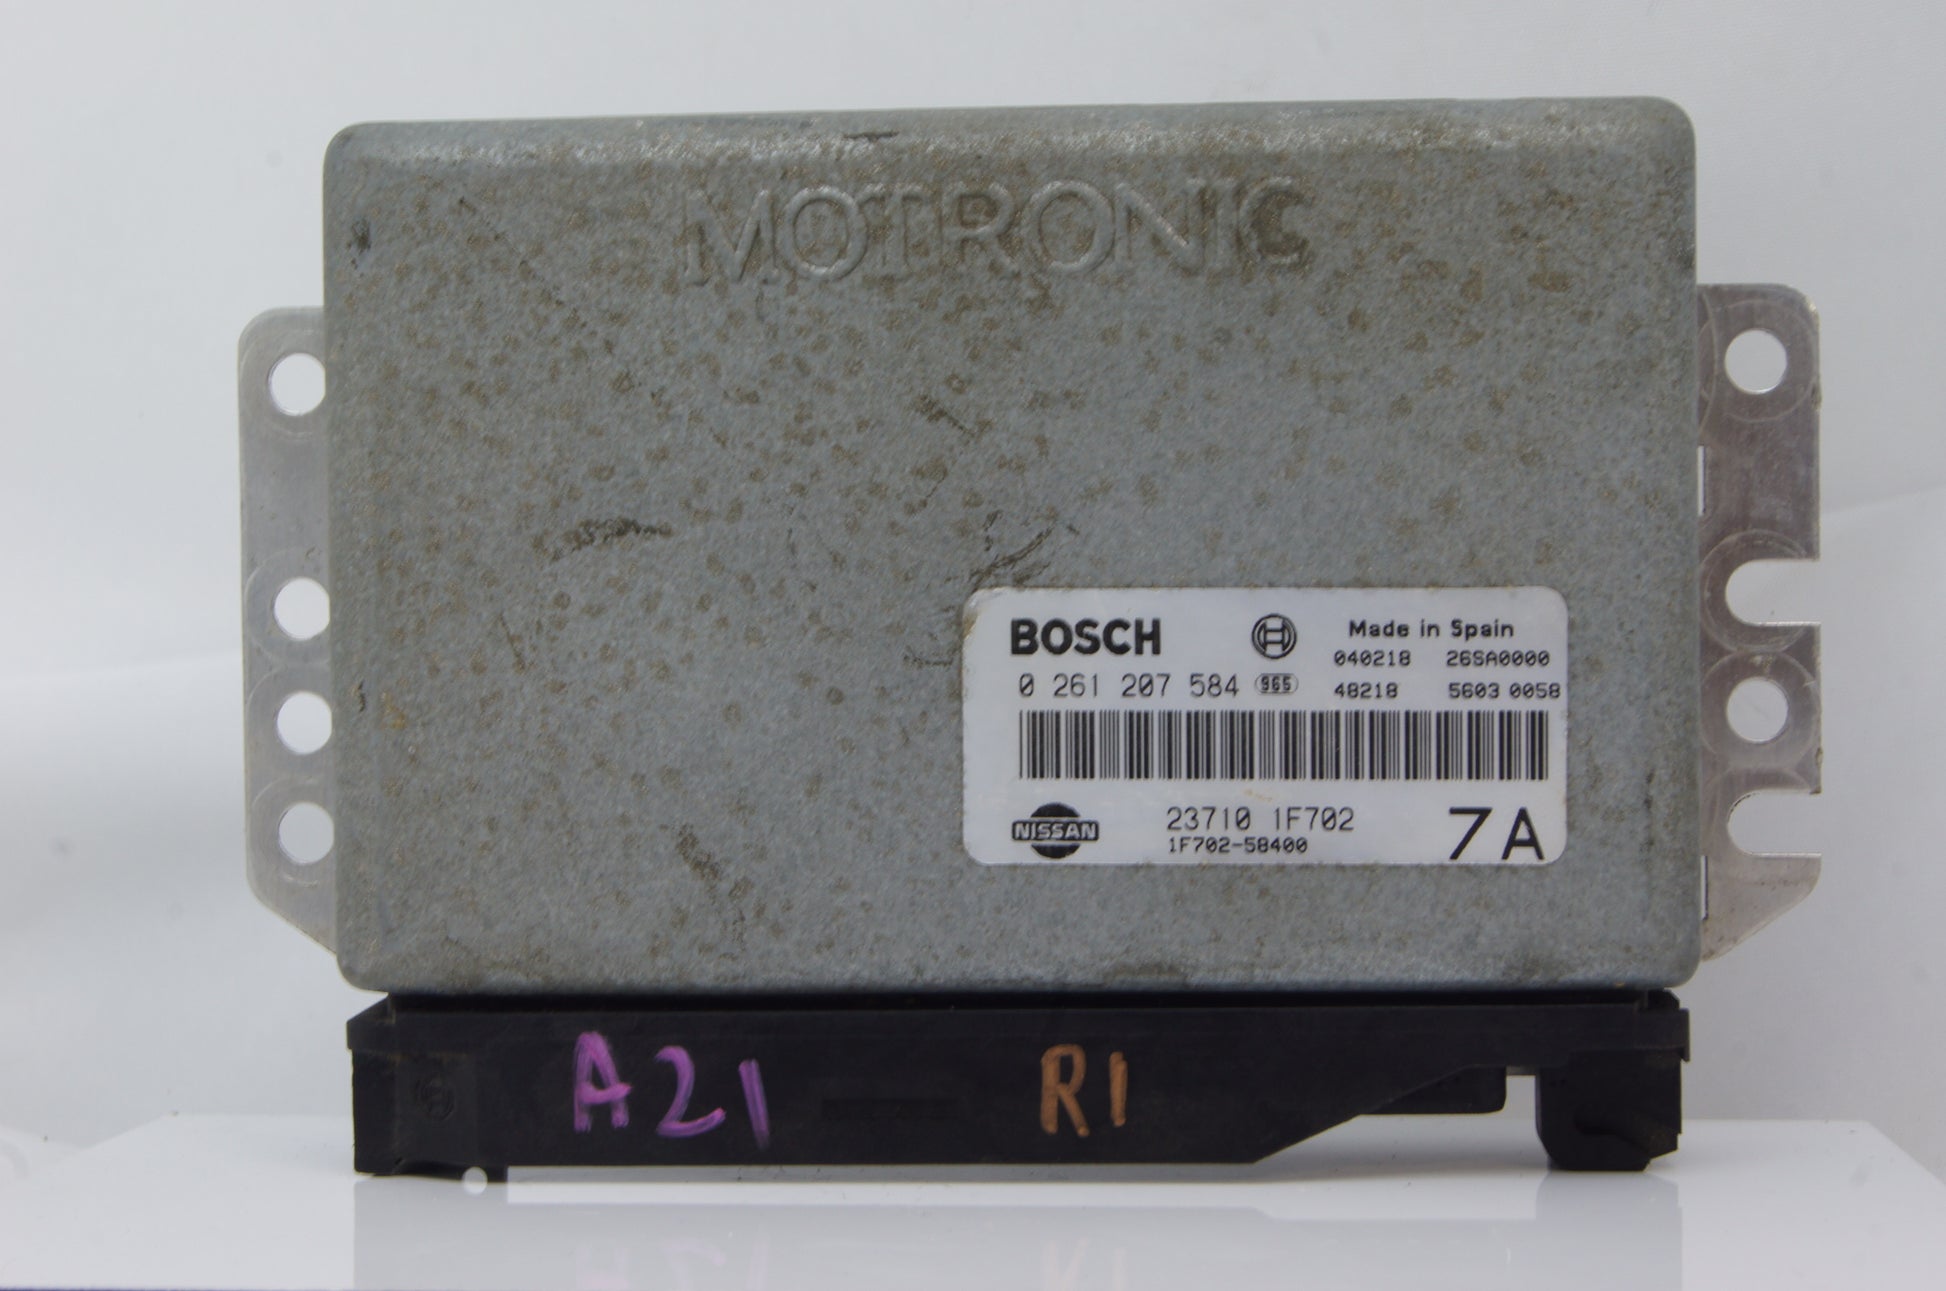 MOTRONIC
BOSCH Made in Spain
040218 26SA0000
0 261 207 584 965 48218 5603 0058
NISSAN 23710 1F702 7A
1F702-58400
A21 R1